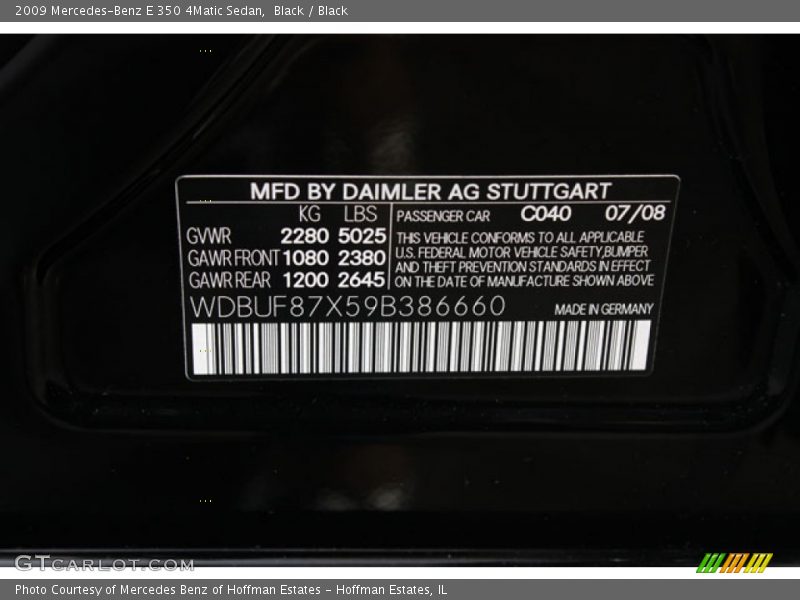 2009 Mercedes-Benz E 350 4Matic Sedan, Black / Black
MFD BY DAIMLER AG STUTTGART
KG LBS
GVWR 2280 5025
GAWR FRONT 1080 2380
GAWR REAR 1200 2645
PASSENGER CAR C040 07/08
THIS VEHICLE CONFORMS TO ALL APPLICABLE
U.S. FEDERAL MOTOR VEHICLE SAFETY,BUMPER
AND THEFT PREVENTION STANDARDS IN EFFECT
ON THE DATE OF MANUFACTURE SHOWN ABOVE
WDBUF87X59B386660 MADE IN GERMANY
GTCARLOT.COM
Photo Courtesy of Mercedes Benz of Hoffman Estates - Hoffman Estates, IL